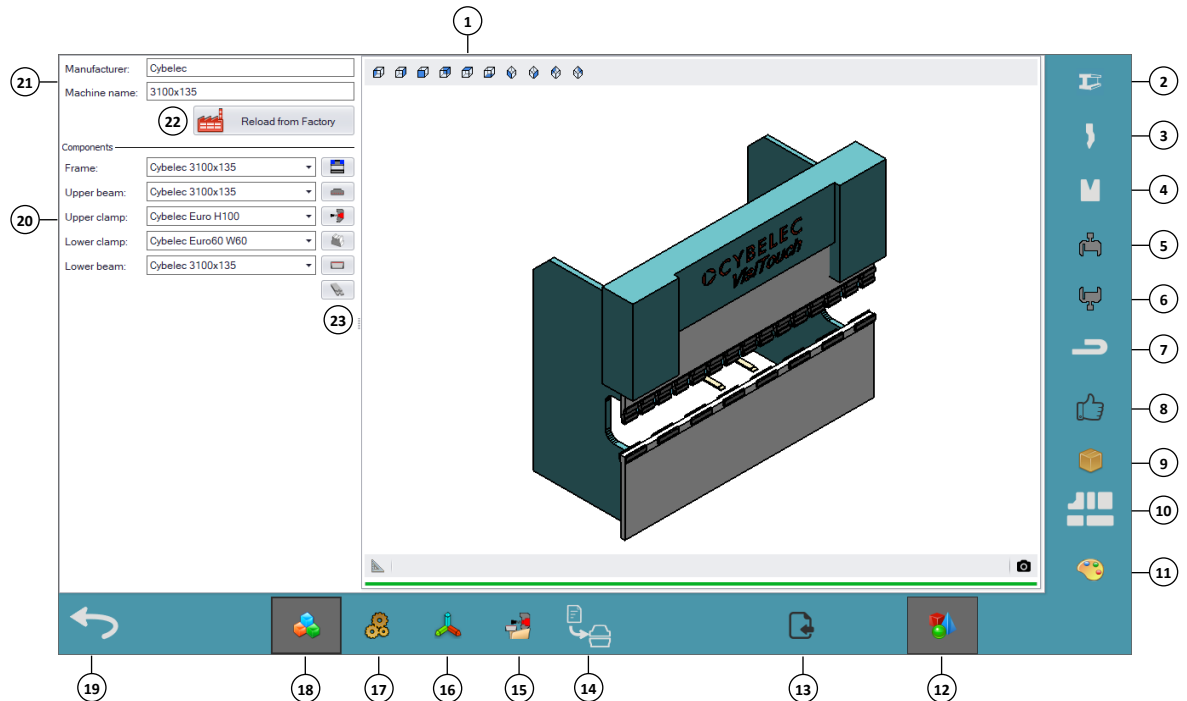 1
Manufacturer: Cybelec
21
Machine name: 3100x135
22 Reload from Factory
Components
Frame: Cybelec 3100x135
Upper beam: Cybelec 3100x135
20
Upper clamp: Cybelec Euro H100
Lower clamp: Cybelec Euro60 W60
Lower beam: Cybelec 3100x135
23
CYBELEC
VisiTouch
2
3
4
5
6
7
8
9
10
11
19
18
17
16
15
14
13
12